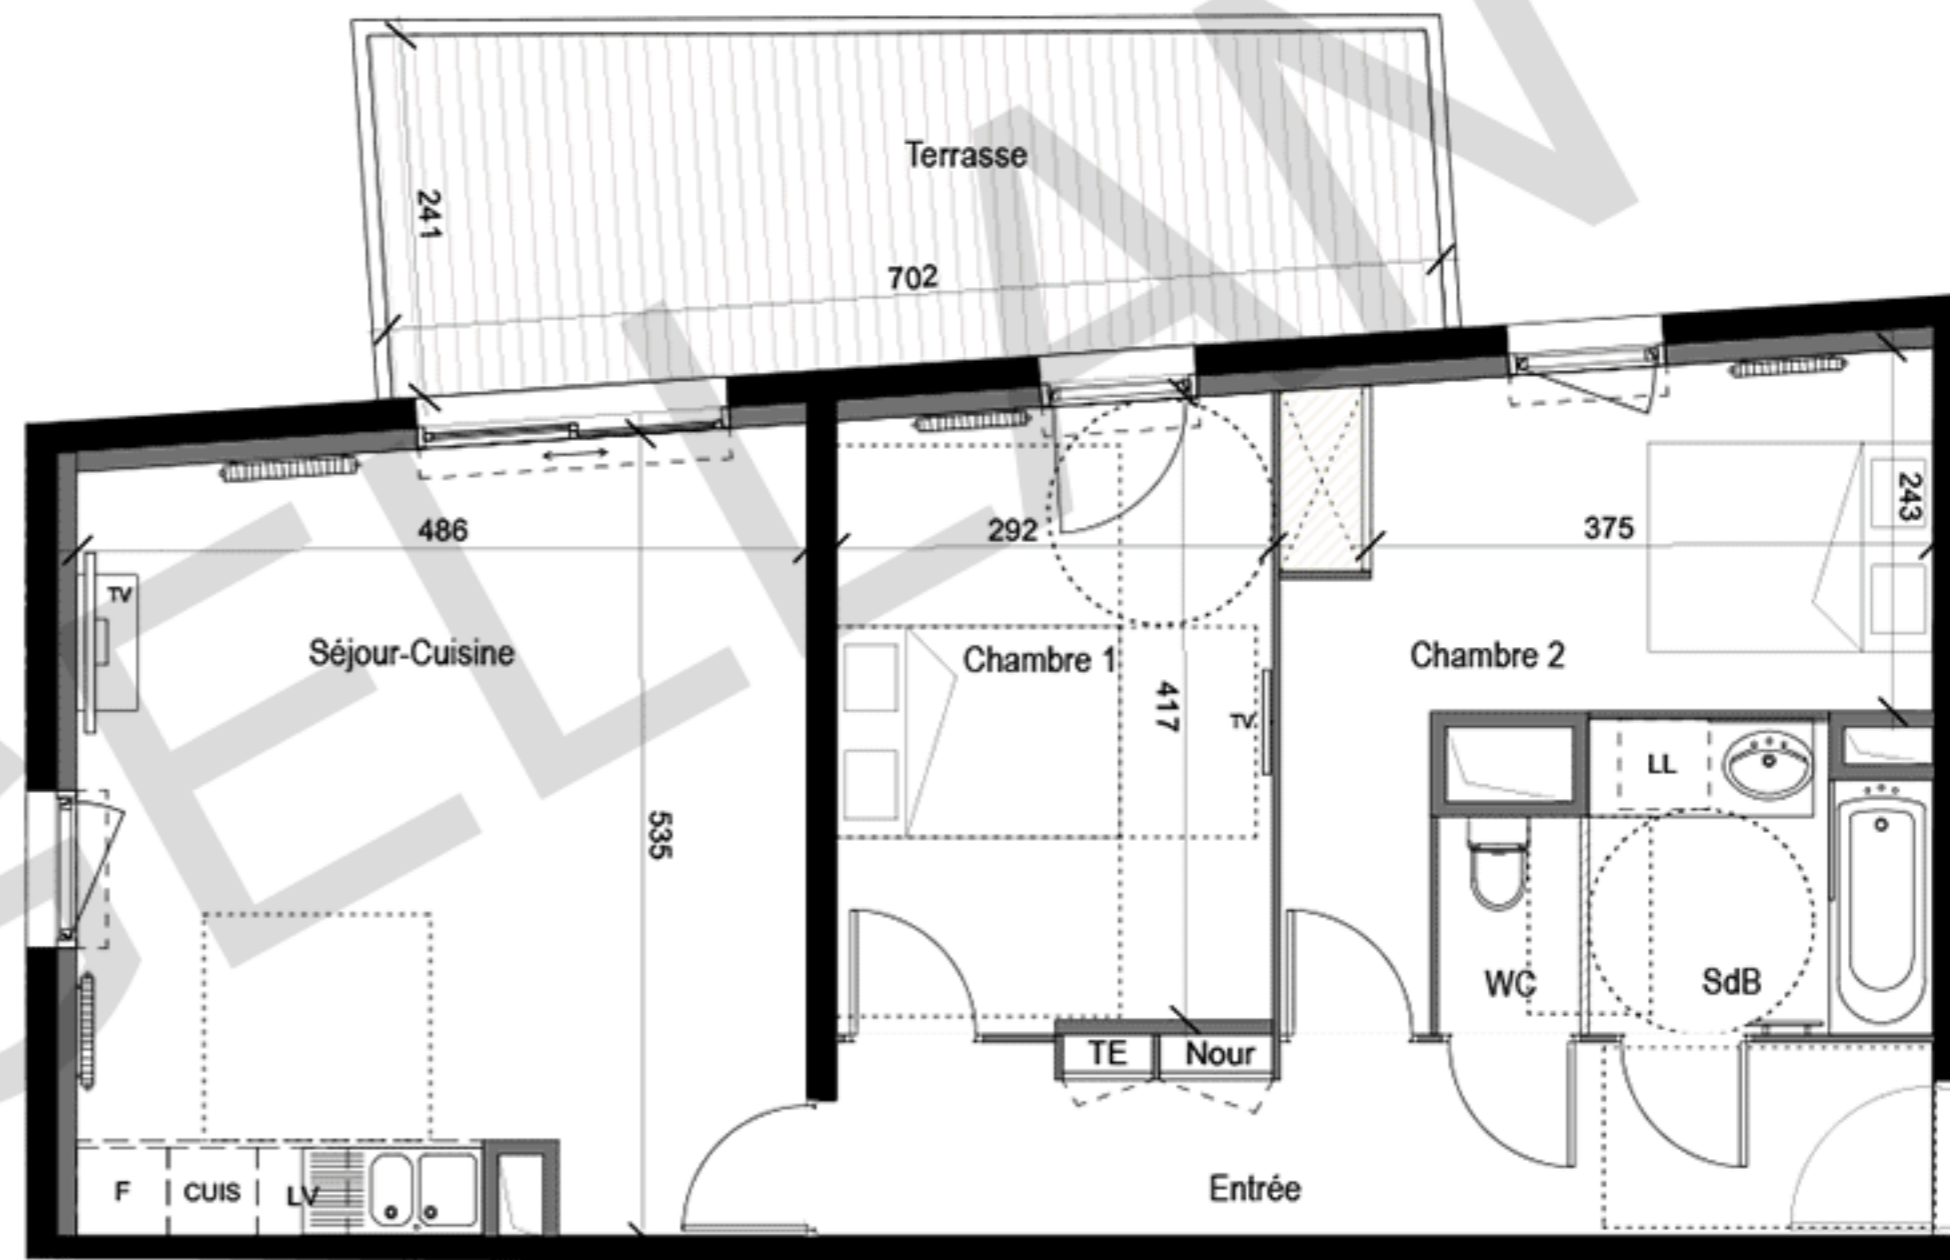 Terrasse
241
702
486
292
375
243
TV
Séjour-Cuisine
Chambre 1
Chambre 2
417
TV
LL
535
WC
SdB
TE
Nour
F
CUIS
LV
Entrée
GELLAN